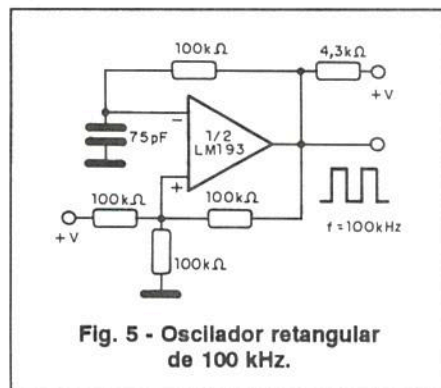 100kΩ
4,3kΩ
+V
75pF
−
1/2
LM193
+
100kΩ
100kΩ
+V
100kΩ
f = 100kHz
Fig. 5 - Oscilador retangular
de 100 kHz.